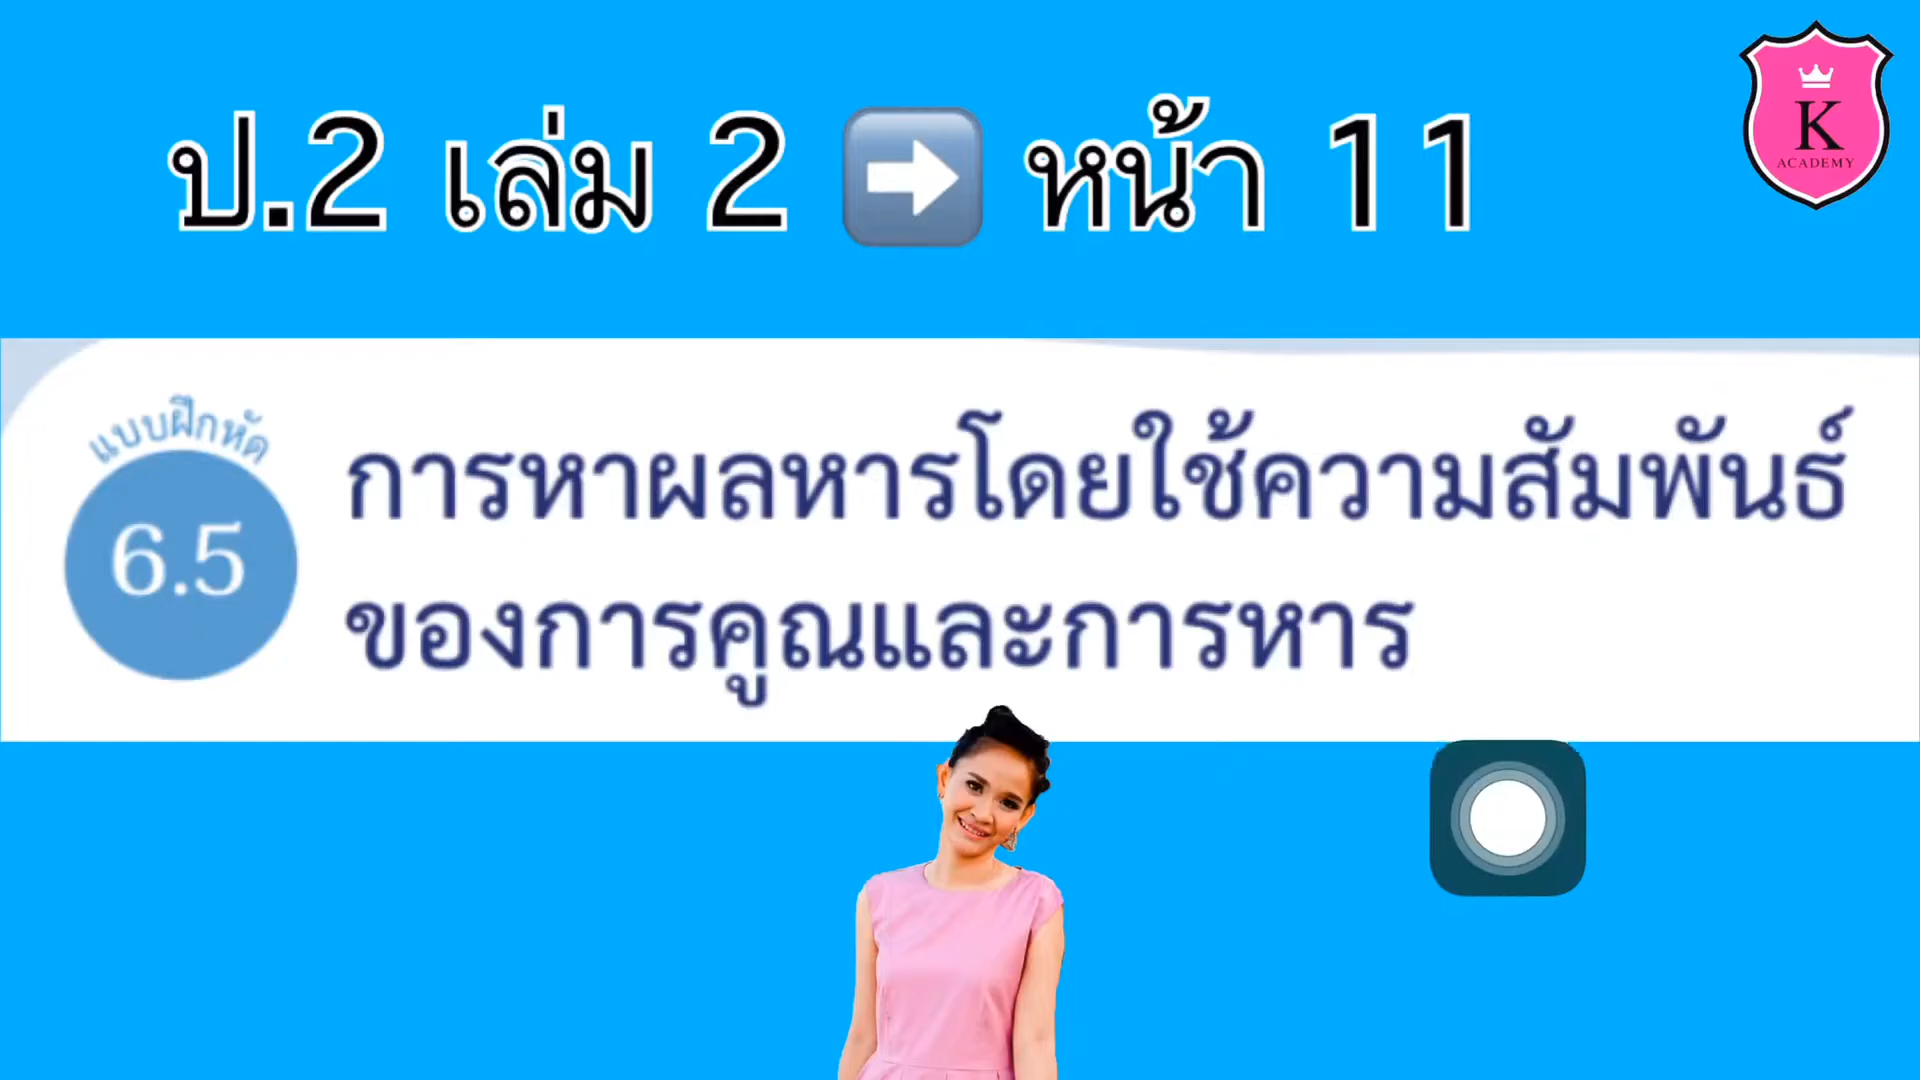 ป.2 เล่ม 2 ➡ หน้า 11
K
ACADEMY
แบบฝึกหัด
6.5
การหาผลหารโดยใช้ความสัมพันธ์
ของการคูณและการหาร